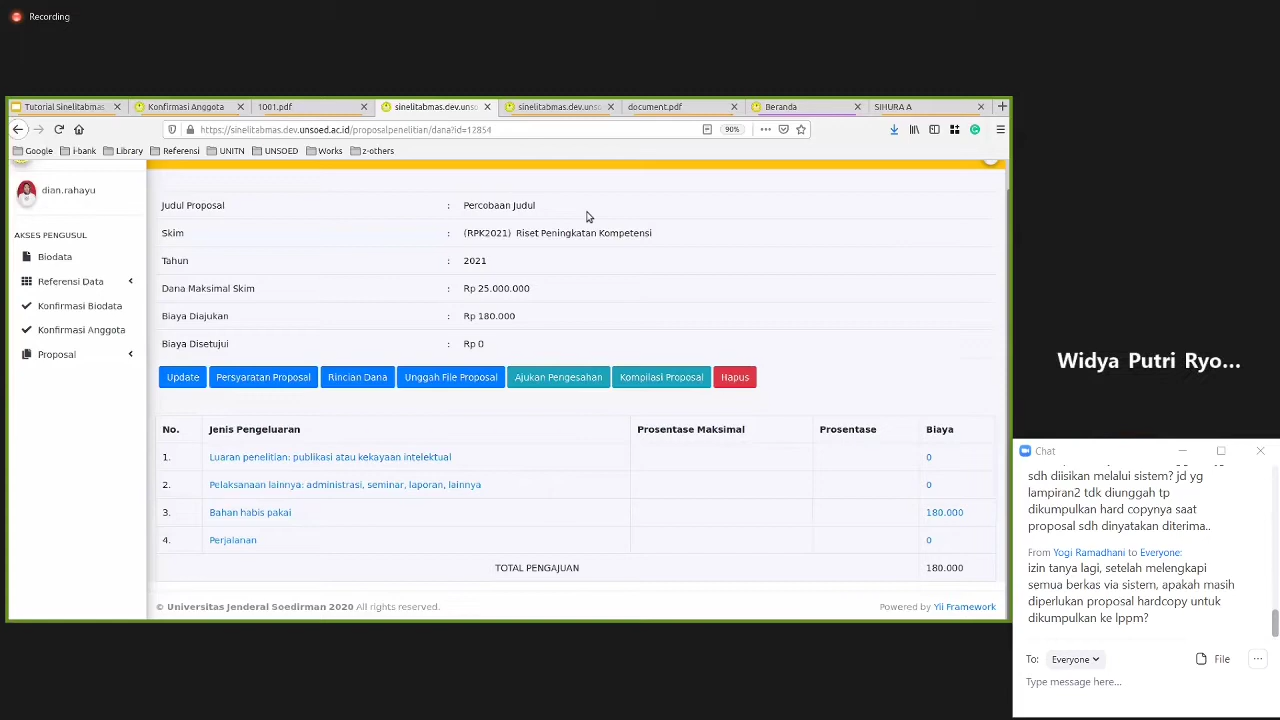 Recording
Tutorial Sinelitabmas
Konfirmasi Anggota
1001.pdf
sinelitabmas.dev.unso
sinelitabmas.dev.unso
document.pdf
Beranda
SIHURA A
https://sinelitabmas.dev.unsoed.ac.id/proposalpenelitian/dana?id=12854
90%
Google
i-bank
Library
Referensi
UNITN
UNSOED
Works
z-others
dian.rahayu
AKSES PENGUSUL
Biodata
Referensi Data
Konfirmasi Biodata
Konfirmasi Anggota
Proposal
Judul Proposal : Percobaan Judul
Skim : (RPK2021) Riset Peningkatan Kompetensi
Tahun : 2021
Dana Maksimal Skim : Rp 25.000.000
Biaya Diajukan : Rp 180.000
Biaya Disetujui : Rp 0
Update Persyaratan Proposal Rincian Dana Unggah File Proposal Ajukan Pengesahan Kompilasi Proposal Hapus
No. Jenis Pengeluaran Prosentase Maksimal Prosentase Biaya
1. Luaran penelitian: publikasi atau kekayaan intelektual 0
2. Pelaksanaan lainnya: administrasi, seminar, laporan, lainnya 0
3. Bahan habis pakai 180.000
4. Perjalanan 0
TOTAL PENGAJUAN 180.000
© Universitas Jenderal Soedirman 2020 All rights reserved.
Powered by Yii Framework
Widya Putri Ryo...
Chat
sdh diisikan melalui sistem? jd yg
lampiran2 tdk diunggah tp
dikumpulkan hard copynya saat
proposal sdh dinyatakan diterima..
From Yogi Ramadhani to Everyone:
izin tanya lagi, setelah melengkapi
semua berkas via sistem, apakah masih
diperlukan proposal hardcopy untuk
dikumpulkan ke lppm?
To: Everyone
File
Type message here...